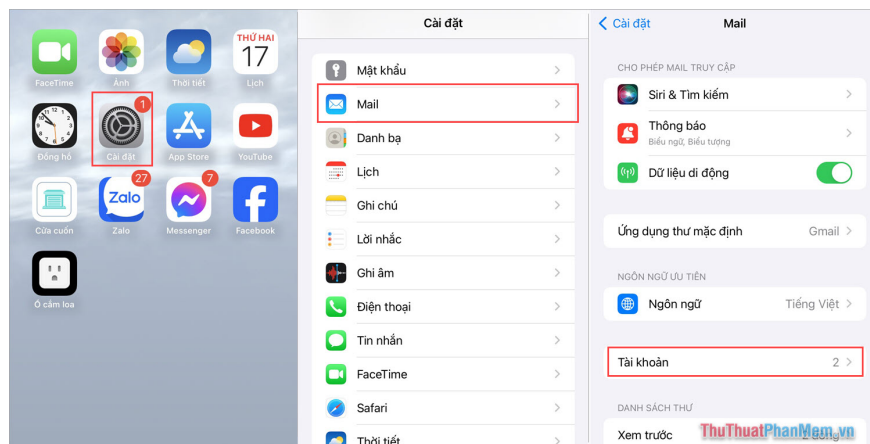 THỨ HAI
17
FaceTime
Ảnh
Thời tiết
Lịch
1
Đồng hồ
Cài đặt
App Store
YouTube
27
7
Zalo
Cửa cuốn
Zalo
Messenger
Facebook
Ổ cắm loa
Cài đặt
Mật khẩu
Mail
Danh bạ
Lịch
Ghi chú
Lời nhắc
Ghi âm
Điện thoại
Tin nhắn
FaceTime
Safari
Thời tiết
Cài đặt
Mail
CHO PHÉP MAIL TRUY CẬP
Siri & Tìm kiếm
Thông báo
Biểu ngữ, Biểu tượng
Dữ liệu di động
Ứng dụng thư mặc định Gmail
NGÔN NGỮ ƯU TIÊN
Ngôn ngữ Tiếng Việt
Tài khoản 2
DANH SÁCH THƯ
Xem trước 2 dòng
ThuThuatPhanMem.vn